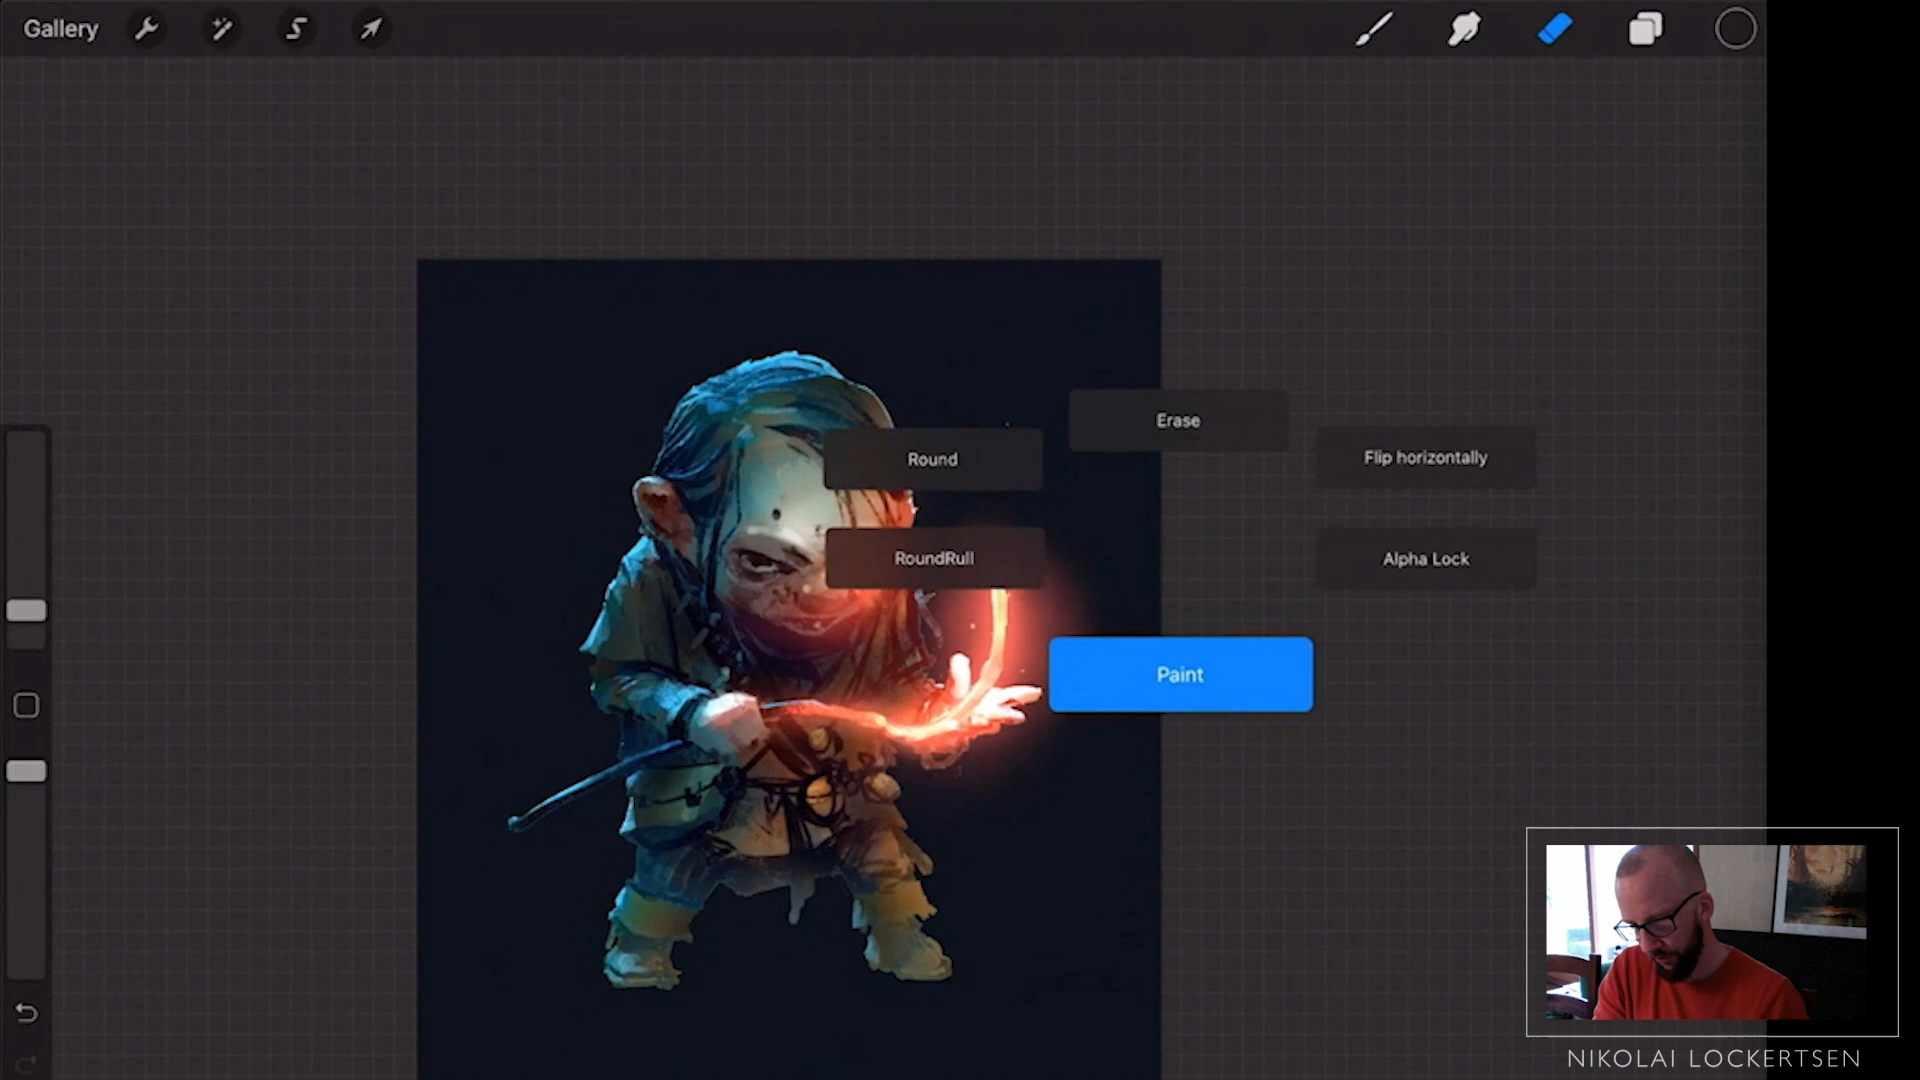 Gallery
Erase
Round
Flip horizontally
RoundRull
Alpha Lock
Paint
NIKOLAI LOCKERTSEN